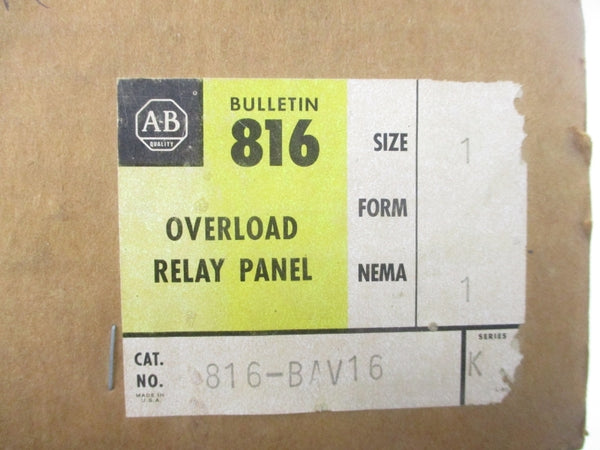 A-B
QUALITY
BULLETIN
816
OVERLOAD
RELAY PANEL
SIZE 1
FORM
NEMA 1
CAT.
NO. 816-BAV16
MADE IN
U.S.A.
SERIES
K